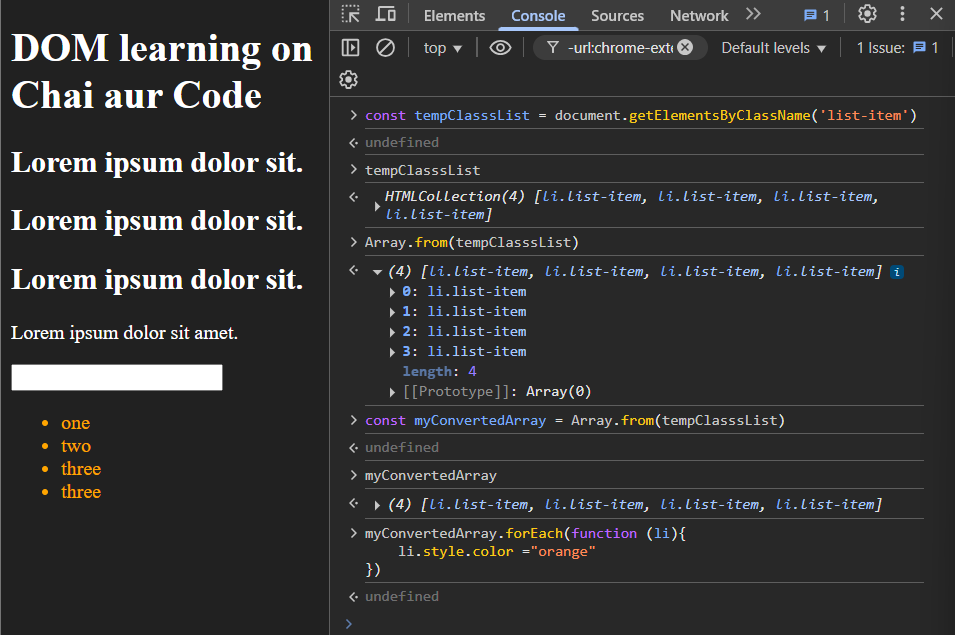 DOM learning on
Chai aur Code
Lorem ipsum dolor sit.
Lorem ipsum dolor sit.
Lorem ipsum dolor sit.
Lorem ipsum dolor sit amet.
one
two
three
three
Elements Console Sources Network 1
top -url:chrome-exte Default levels 1 Issue: 1
const tempClasssList = document.getElementsByClassName('list-item')
undefined
tempClasssList
HTMLCollection(4) [li.list-item, li.list-item, li.list-item,
li.list-item]
Array.from(tempClasssList)
(4) [li.list-item, li.list-item, li.list-item, li.list-item] i
0: li.list-item
1: li.list-item
2: li.list-item
3: li.list-item
length: 4
[[Prototype]]: Array(0)
const myConvertedArray = Array.from(tempClasssList)
undefined
myConvertedArray
(4) [li.list-item, li.list-item, li.list-item, li.list-item]
myConvertedArray.forEach(function (li){
li.style.color ="orange"
})
undefined